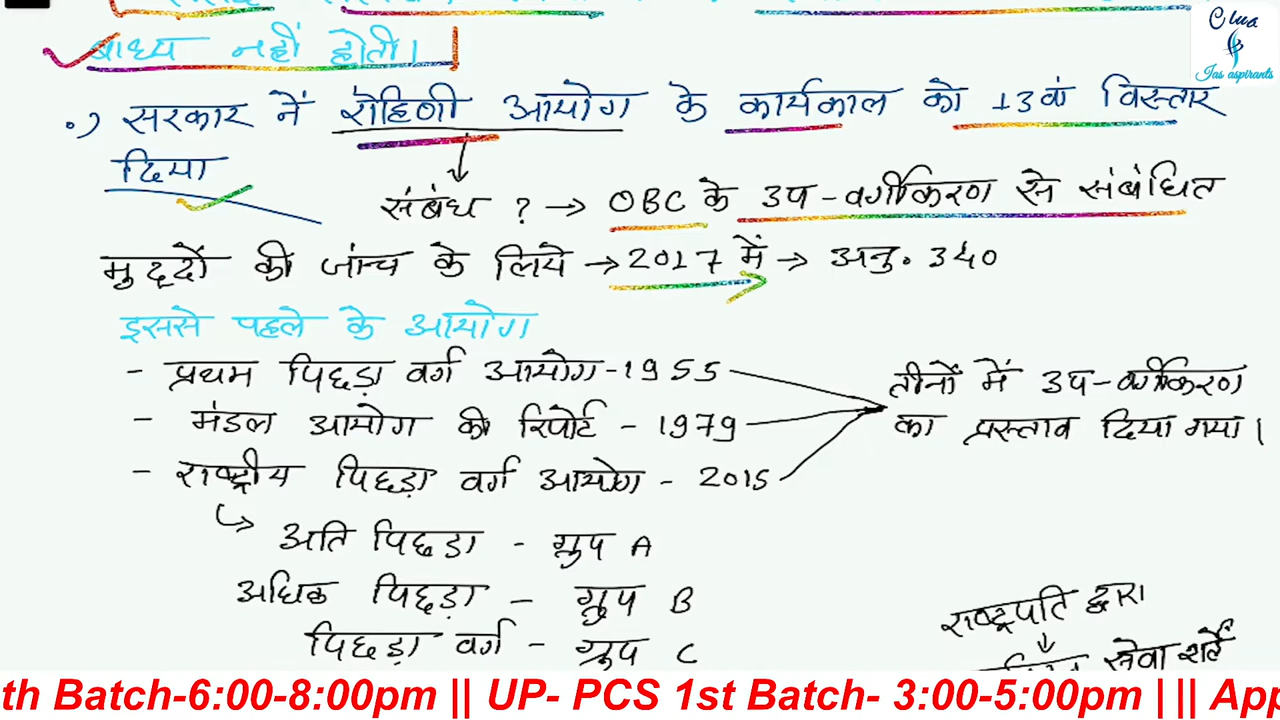 Clue
Ias aspirants
बाध्य नहीं होती।
•) सरकार नें रोहिणी आयोग के कार्यकाल को 13वां विस्तार
दिया
संबंध ? → OBC के उप-वर्गीकरण से संबंधित
मुद्दों की जांच के लिये → 2017 में → अनु. 340
इससे पहले के आयोग
- प्रथम पिछड़ा वर्ग आयोग - 1955
- मंडल आयोग की रिपोर्ट - 1979
- राष्ट्रीय पिछड़ा वर्ग आयोग - 2015
तीनों में उप-वर्गीकरण
का प्रस्ताव दिया गया।
अति पिछड़ा - ग्रुप A
अधिक पिछड़ा - ग्रुप B
पिछड़ा वर्ग - ग्रुप C
राष्ट्रपति द्वारा
सेवा शर्तें
th Batch-6:00-8:00pm || UP- PCS 1st Batch- 3:00-5:00pm | || App